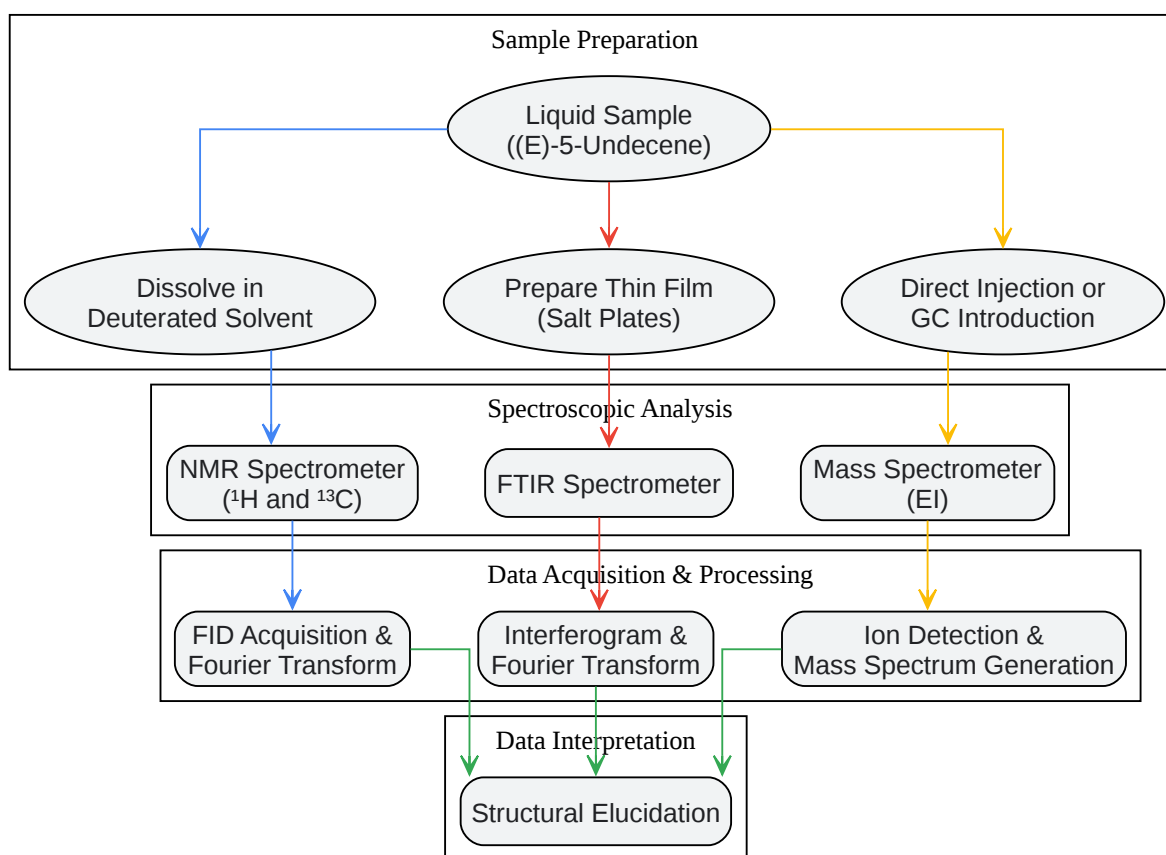 Sample Preparation
Liquid Sample
((E)-5-Undecene)
Dissolve in
Deuterated Solvent
Prepare Thin Film
(Salt Plates)
Direct Injection or
GC Introduction
Spectroscopic Analysis
NMR Spectrometer
(¹H and ¹³C)
FTIR Spectrometer
Mass Spectrometer
(EI)
Data Acquisition & Processing
FID Acquisition &
Fourier Transform
Interferogram &
Fourier Transform
Ion Detection &
Mass Spectrum Generation
Data Interpretation
Structural Elucidation